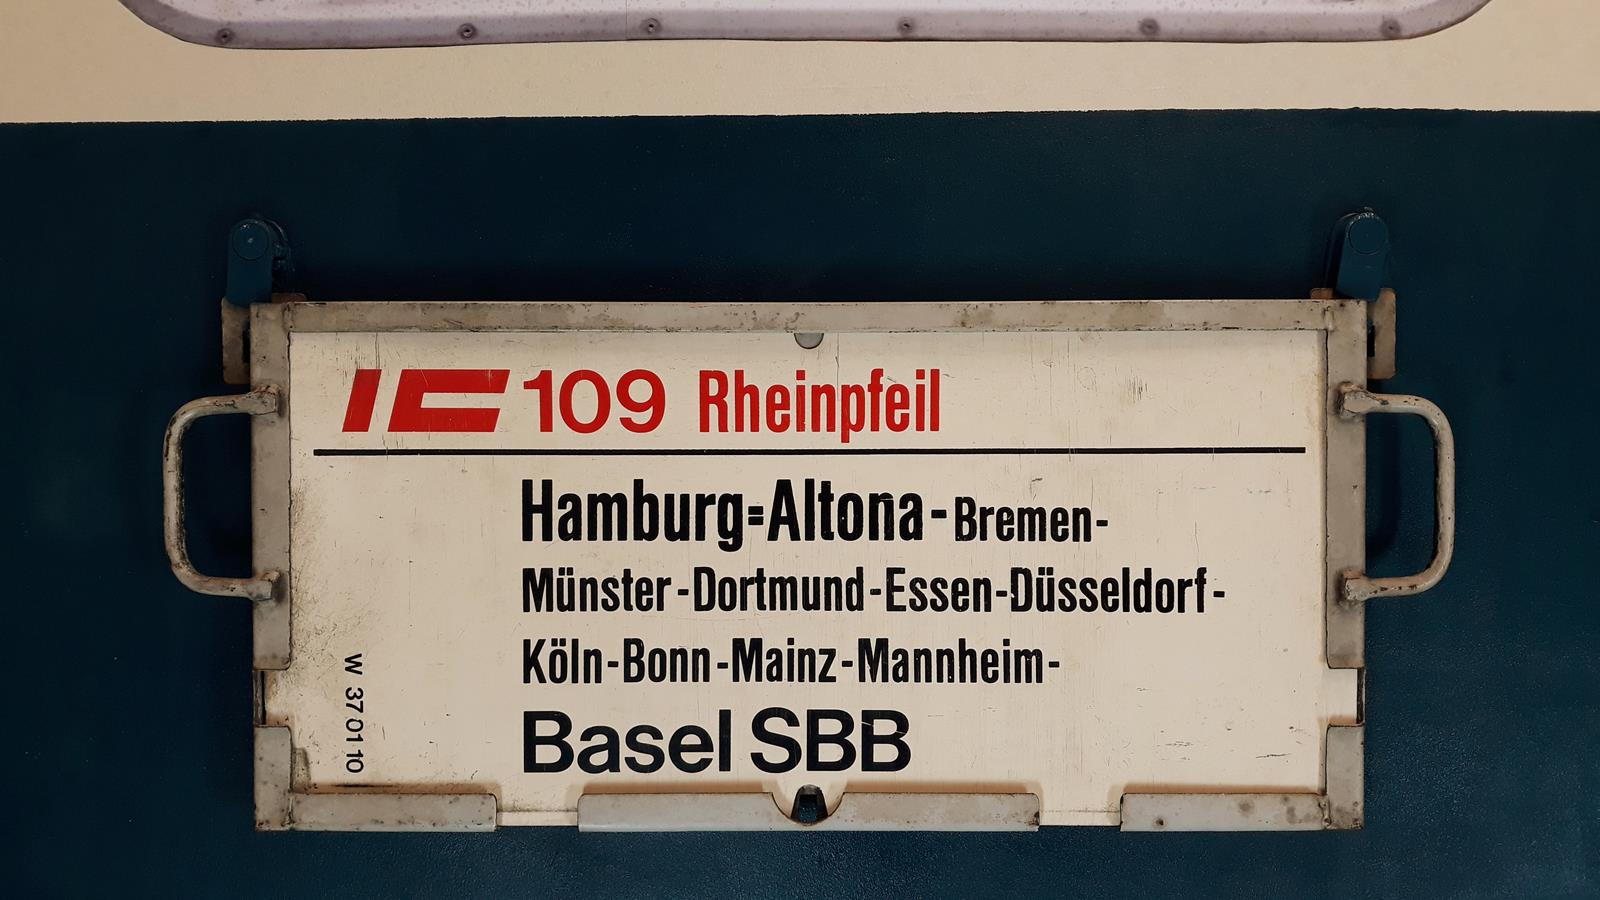 IC 109 Rheinpfeil
Hamburg=Altona-Bremen-
Münster-Dortmund-Essen-Düsseldorf-
Köln-Bonn-Mainz-Mannheim-
Basel SBB
W 37 01 10